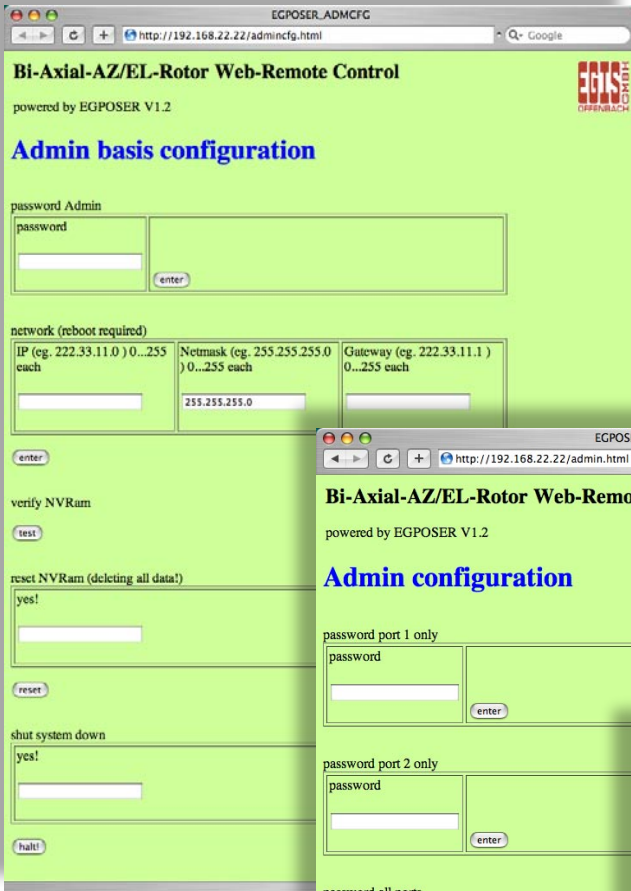 EGPOSER_ADMCFG
http://192.168.22.22/admincfg.html
Google
Bi-Axial-AZ/EL-Rotor Web-Remote Control
EGIS
GMBH
OFFENBACH
powered by EGPOSER V1.2
Admin basis configuration
password Admin
password
enter
network (reboot required)
IP (eg. 222.33.11.0 ) 0...255
each
Netmask (eg. 255.255.255.0
) 0...255 each
Gateway (eg. 222.33.11.1 )
0...255 each
255.255.255.0
enter
verify NVRam
test
reset NVRam (deleting all data!)
yes!
reset
shut system down
yes!
halt!
EGPOS
http://192.168.22.22/admin.html
Bi-Axial-AZ/EL-Rotor Web-Remo
powered by EGPOSER V1.2
Admin configuration
password port 1 only
password
enter
password port 2 only
password
enter
password all ports